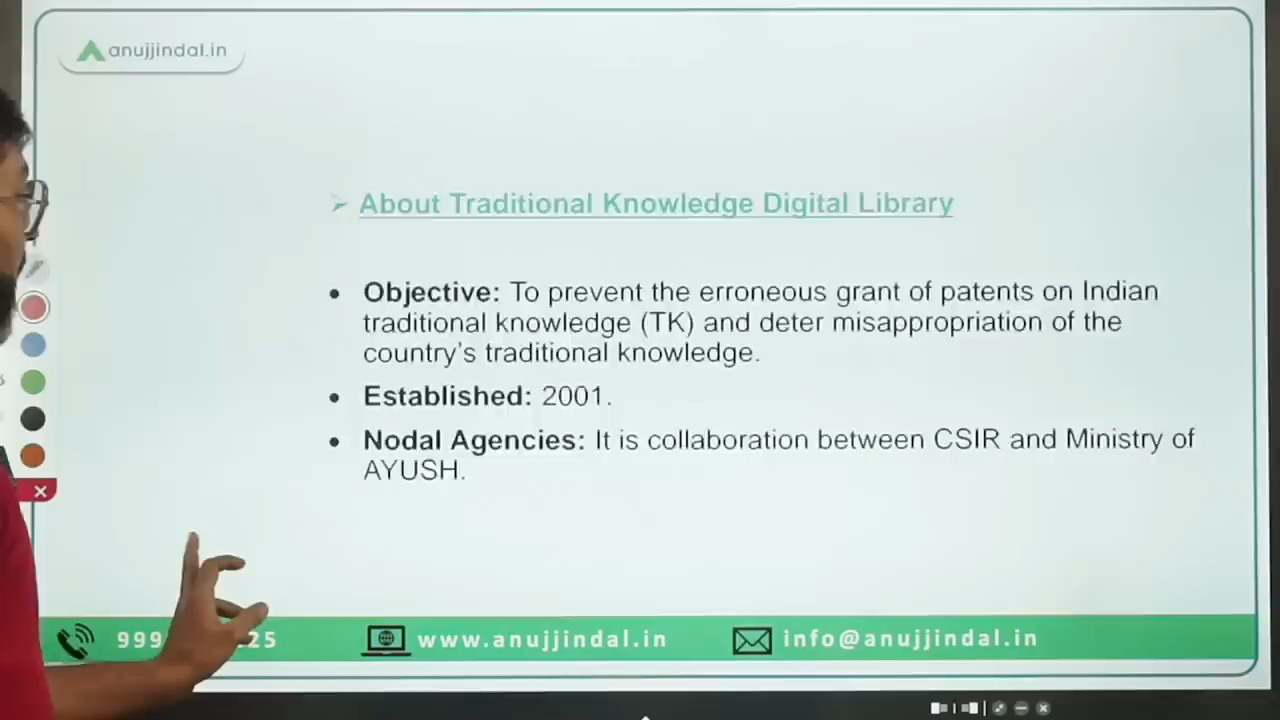 anujjindal.in
About Traditional Knowledge Digital Library
Objective: To prevent the erroneous grant of patents on Indian
traditional knowledge (TK) and deter misappropriation of the
country's traditional knowledge.
Established: 2001.
Nodal Agencies: It is collaboration between CSIR and Ministry of
AYUSH.
www.anujjindal.in
info@anujjindal.in